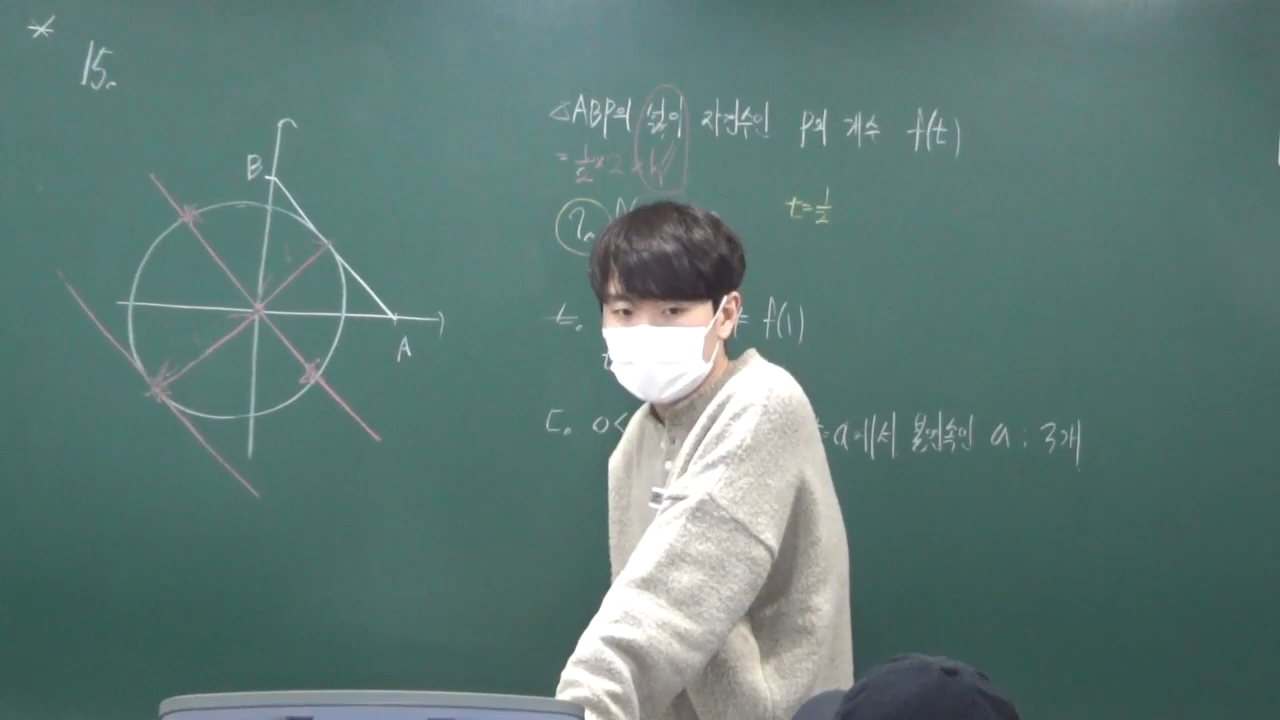 15.
B
A
△ABP의 넓이 자연수인 P의 개수 f(t)
= 1/2 × 2 × h
ㄱ.
t = 1/2
ㄴ.
f(1)
ㄷ. 0<
a에서 불연속인 a : 3개